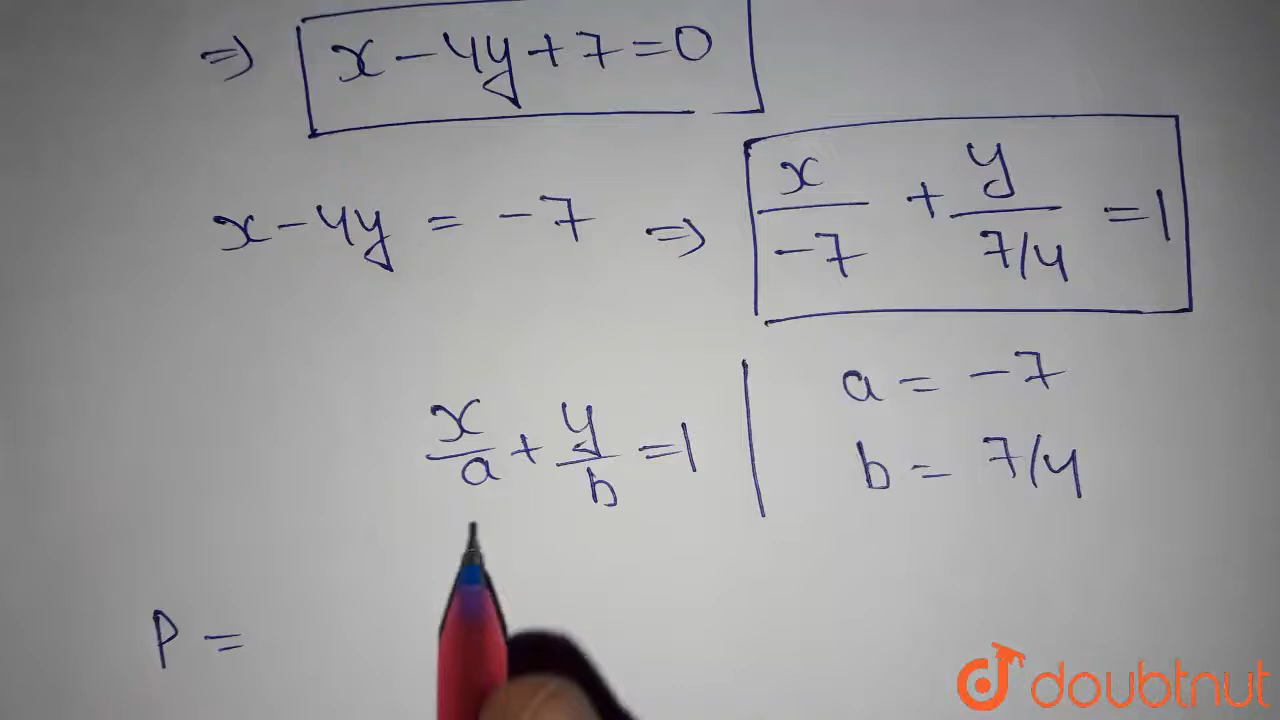 ⇒ x - 4y + 7 = 0
x - 4y = -7 ⇒ x/-7 + y/7/4 = 1
x/a + y/b = 1 | a = -7
b = 7/4
P =
doubtnut